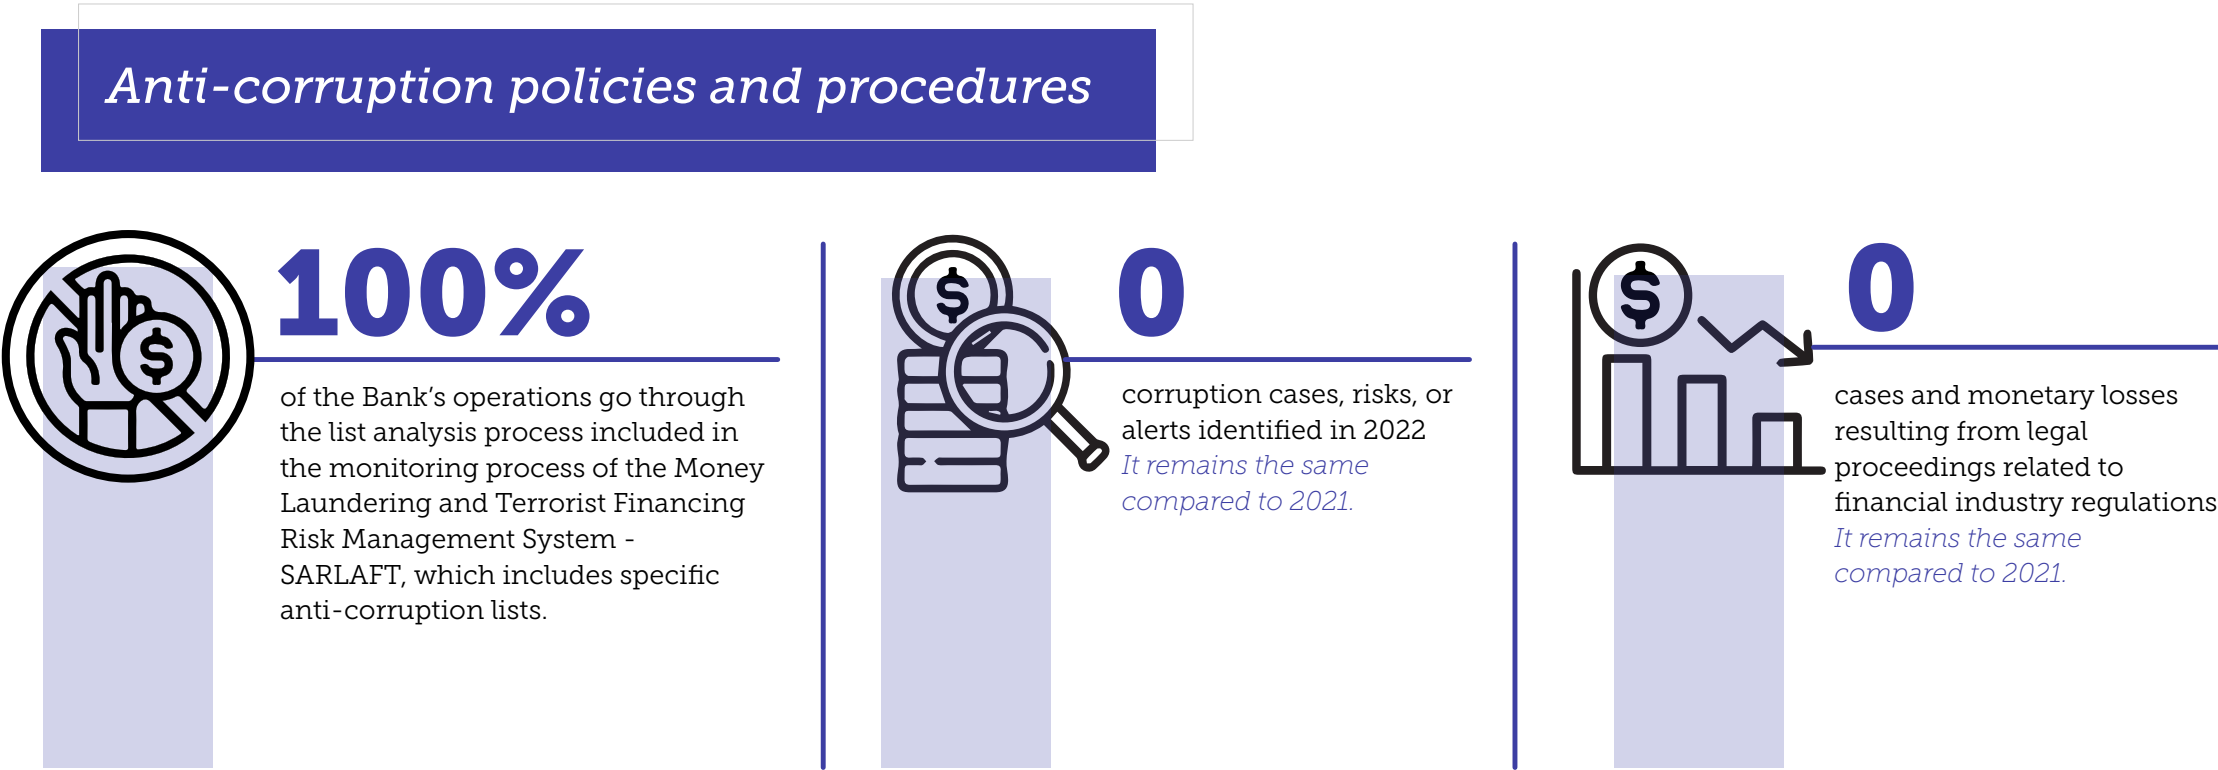 Anti-corruption policies and procedures
100%
of the Bank's operations go through
the list analysis process included in
the monitoring process of the Money
Laundering and Terrorist Financing
Risk Management System -
SARLAFT, which includes specific
anti-corruption lists.
$
$
0
corruption cases, risks, or
alerts identified in 2022
It remains the same
compared to 2021.
$
0
cases and monetary losses
resulting from legal
proceedings related to
financial industry regulations
It remains the same
compared to 2021.